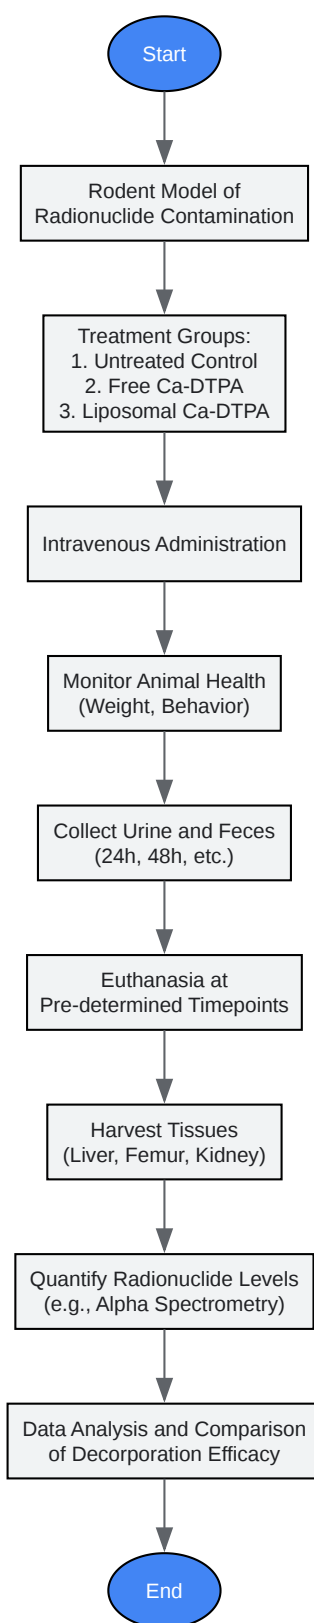 Start
Rodent Model of
Radionuclide Contamination
Treatment Groups:
1. Untreated Control
2. Free Ca-DTPA
3. Liposomal Ca-DTPA
Intravenous Administration
Monitor Animal Health
(Weight, Behavior)
Collect Urine and Feces
(24h, 48h, etc.)
Euthanasia at
Pre-determined Timepoints
Harvest Tissues
(Liver, Femur, Kidney)
Quantify Radionuclide Levels
(e.g., Alpha Spectrometry)
Data Analysis and Comparison
of Decorporation Efficacy
End